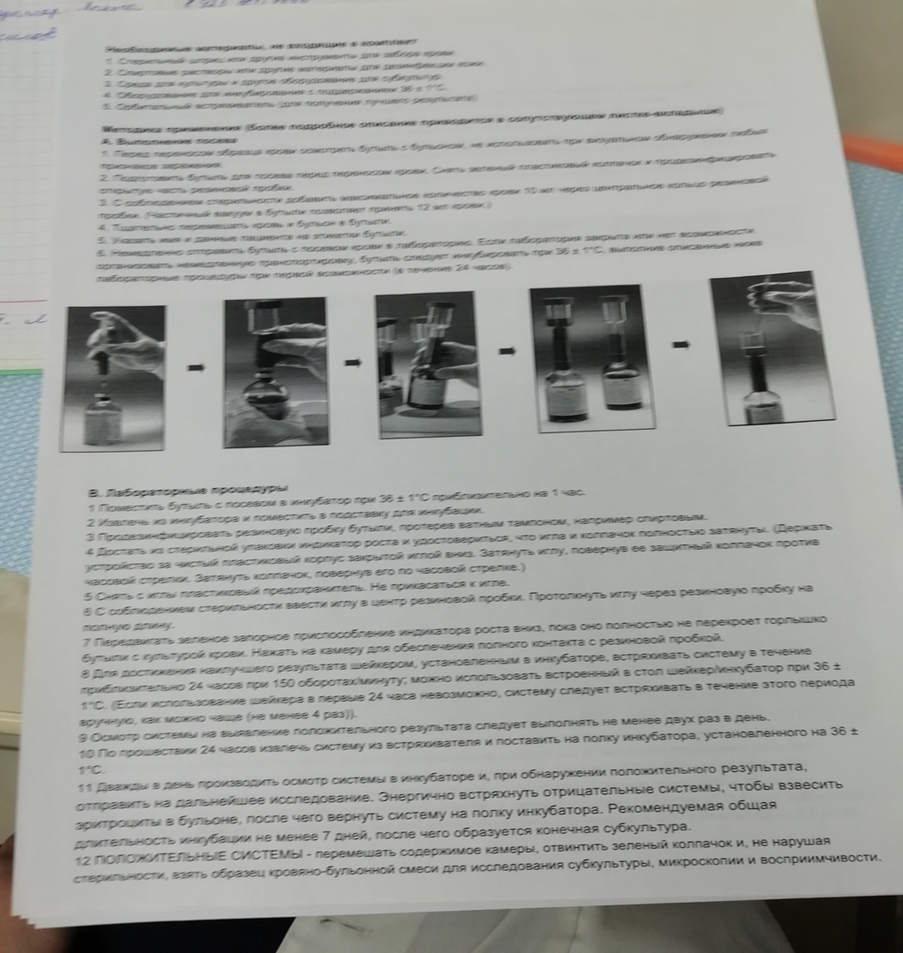 Необходимые материалы, не входящие в комплект
1. Стерильный шприц или другие инструменты для забора крови.
2. Спиртовые растворы или другие материалы для дезинфекции кожи.
3. Среда для культуры и другое оборудование для субкультур.
4. Оборудование для инкубирования с поддержанием 36 ± 1°C.
5. Орбитальный встряхиватель (для получения лучшего результата)
Методика применения (более подробное описание приводится в сопутствующем листке-вкладыше)
А. Выполнение посева
1. Перед переносом образца крови осмотреть бутыль с бульоном, не использовать при визуальном обнаружении любых
признаков заражения.
2. Подготовить бутыль для посева перед переносом крови. Снять зеленый пластиковый колпачок и продезинфицировать
открытую часть резиновой пробки.
3. С соблюдением стерильности добавить максимальное количество крови 10 мл через центральное кольцо резиновой
пробки. (Частичный вакуум в бутыли позволяет принять 12 мл крови.)
4. Тщательно перемешать кровь и бульон в бутыли.
5. Указать имя и данные пациента на этикетке бутыли.
6. Немедленно отправить бутыль с посевом крови в лабораторию. Если лаборатория закрыта или нет возможности
организовать немедленную транспортировку, бутыль следует инкубировать при 36 ± 1°C, выполнив описанные ниже
лабораторные процедуры при первой возможности (в течение 24 часов).
В. Лабораторные процедуры
1 Поместить бутыль с посевом в инкубатор при 36 ± 1°C приблизительно на 1 час.
2 Извлечь из инкубатора и поместить в подставку для инкубации.
3 Продезинфицировать резиновую пробку бутыли, протерев ватным тампоном, например спиртовым.
4 Достать из стерильной упаковки индикатор роста и удостовериться, что игла и колпачок полностью затянуты. (Держать
устройство за чистый пластиковый корпус закрытой иглой вниз. Затянуть иглу, повернув ее защитный колпачок против
часовой стрелки. Затянуть колпачок, повернув его по часовой стрелке.)
5 Снять с иглы пластиковый предохранитель. Не прикасаться к игле.
6 С соблюдением стерильности ввести иглу в центр резиновой пробки. Протолкнуть иглу через резиновую пробку на
полную длину.
7 Передвигать зеленое запорное приспособление индикатора роста вниз, пока оно полностью не перекроет горлышко
бутыли с культурой крови. Нажать на камеру для обеспечения полного контакта с резиновой пробкой.
8 Для достижения наилучшего результата шейкером, установленным в инкубаторе, встряхивать систему в течение
приблизительно 24 часов при 150 оборотах/минуту; можно использовать встроенный в стол шейкер/инкубатор при 36 ±
1°C. (Если использование шейкера в первые 24 часа невозможно, систему следует встряхивать в течение этого периода
вручную, как можно чаще (не менее 4 раз)).
9 Осмотр системы на выявление положительного результата следует выполнять не менее двух раз в день.
10 По прошествии 24 часов извлечь систему из встряхивателя и поставить на полку инкубатора, установленного на 36 ±
1°C.
11 Дважды в день производить осмотр системы в инкубаторе и, при обнаружении положительного результата,
отправить на дальнейшее исследование. Энергично встряхнуть отрицательные системы, чтобы взвесить
эритроциты в бульоне, после чего вернуть систему на полку инкубатора. Рекомендуемая общая
длительность инкубации не менее 7 дней, после чего образуется конечная субкультура.
12 ПОЛОЖИТЕЛЬНЫЕ СИСТЕМЫ - перемешать содержимое камеры, отвинтить зеленый колпачок и, не нарушая
стерильности, взять образец кровяно-бульонной смеси для исследования субкультуры, микроскопии и восприимчивости.